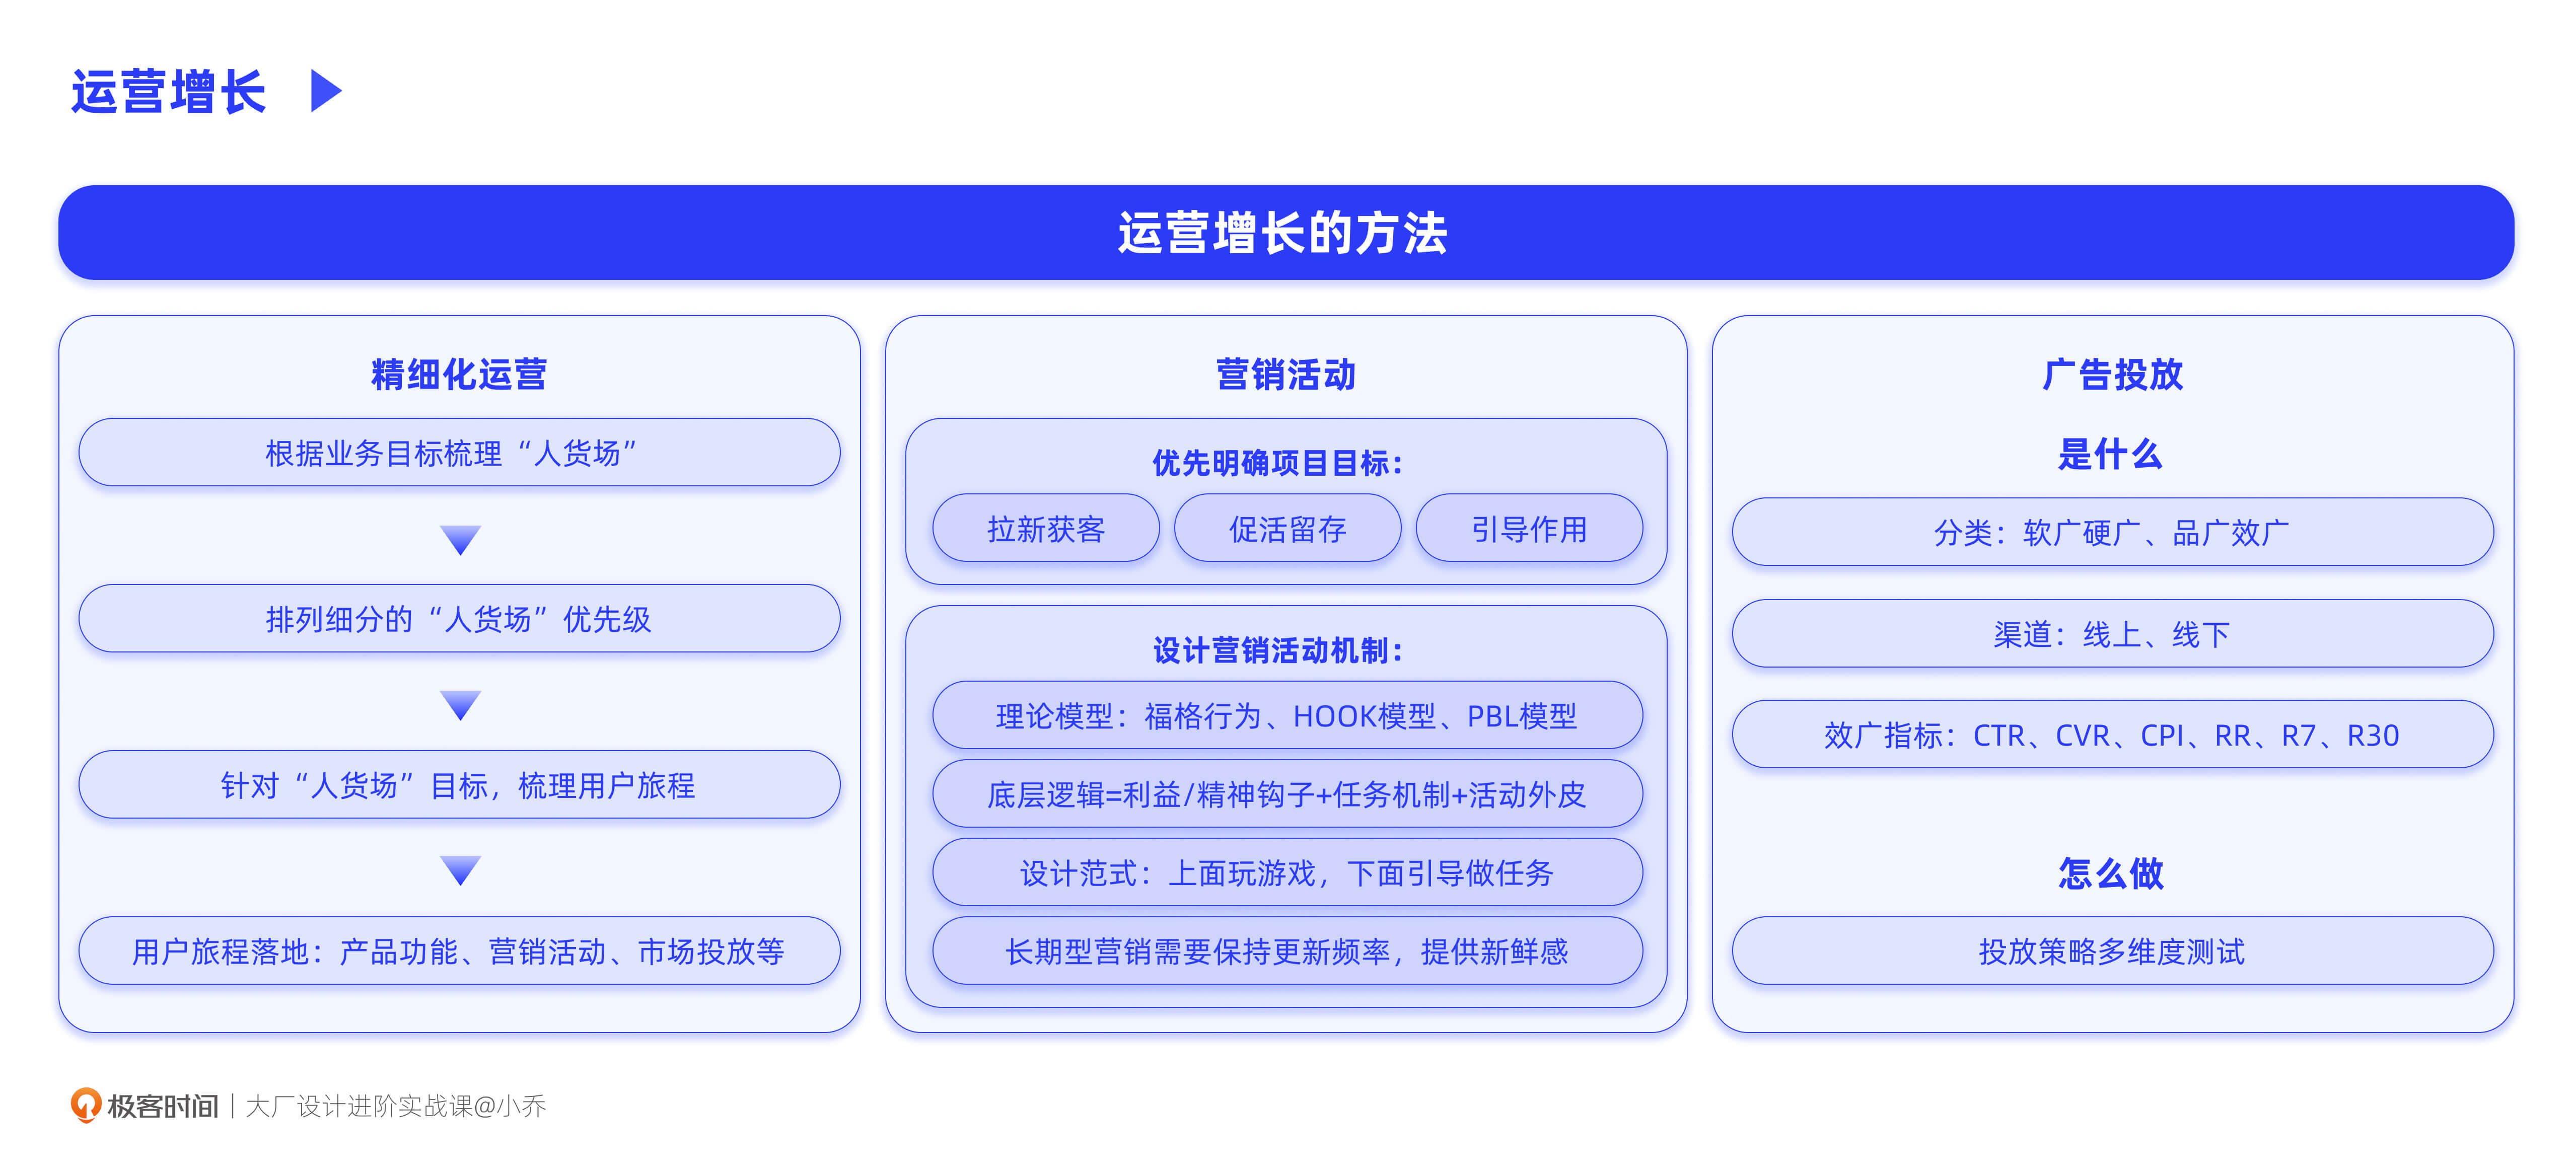 运营增长
运营增长的方法
精细化运营
根据业务目标梳理“人货场”
排列细分的“人货场”优先级
针对“人货场”目标，梳理用户旅程
用户旅程落地：产品功能、营销活动、市场投放等
营销活动
优先明确项目目标：
拉新获客
促活留存
引导作用
设计营销活动机制：
理论模型：福格行为、HOOK模型、PBL模型
底层逻辑=利益/精神钩子+任务机制+活动外皮
设计范式：上面玩游戏，下面引导做任务
长期型营销需要保持更新频率，提供新鲜感
广告投放
是什么
分类：软广硬广、品广效广
渠道：线上、线下
效广指标：CTR、CVR、CPI、RR、R7、R30
怎么做
投放策略多维度测试
极客时间｜大厂设计进阶实战课@小乔